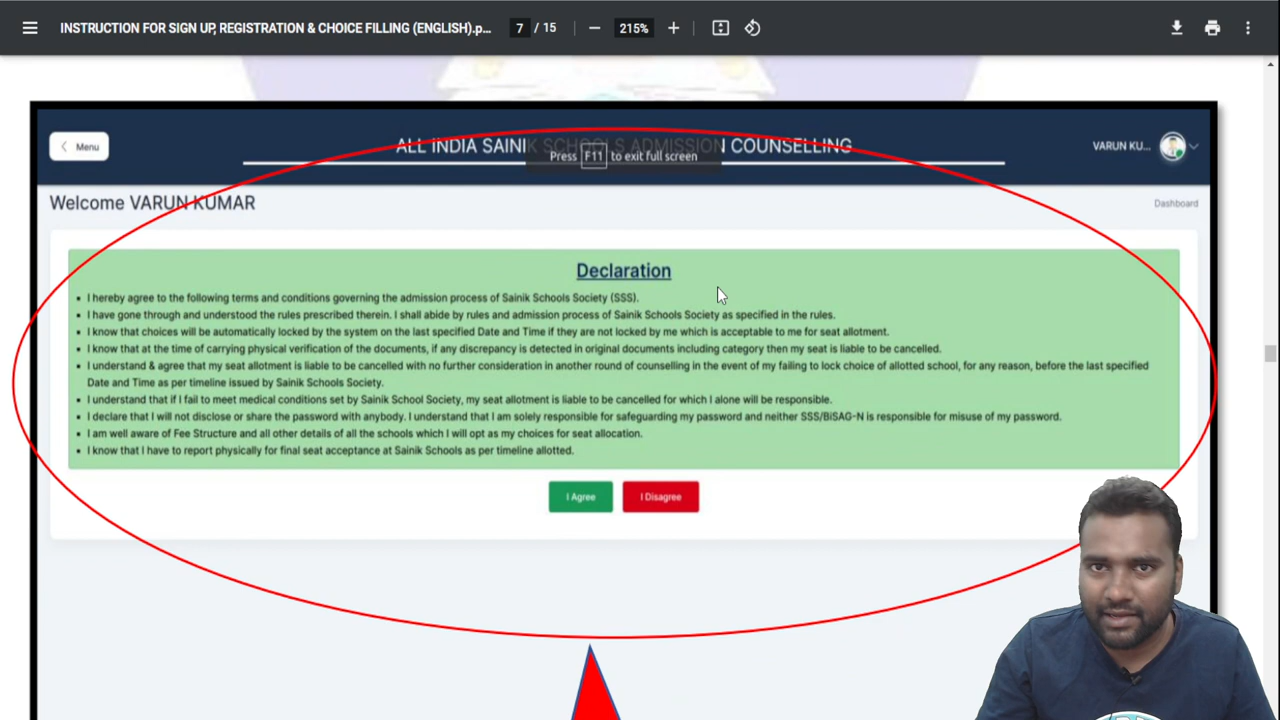 INSTRUCTION FOR SIGN UP, REGISTRATION & CHOICE FILLING (ENGLISH).p...
7 / 15
215%
Menu
ALL INDIA SAINIK SCHOOLS ADMISSION COUNSELLING
VARUN KU...
Press F11 to exit full screen
Welcome VARUN KUMAR
Dashboard
Declaration
• I hereby agree to the following terms and conditions governing the admission process of Sainik Schools Society (SSS).
• I have gone through and understood the rules prescribed therein. I shall abide by rules and admission process of Sainik Schools Society as specified in the rules.
• I know that choices will be automatically locked by the system on the last specified Date and Time if they are not locked by me which is acceptable to me for seat allotment.
• I know that at the time of carrying physical verification of the documents, if any discrepancy is detected in original documents including category then my seat is liable to be cancelled.
• I understand & agree that my seat allotment is liable to be cancelled with no further consideration in another round of counselling in the event of my failing to lock choice of allotted school, for any reason, before the last specified
Date and Time as per timeline issued by Sainik Schools Society.
• I understand that if I fail to meet medical conditions set by Sainik School Society, my seat allotment is liable to be cancelled for which I alone will be responsible.
• I declare that I will not disclose or share the password with anybody. I understand that I am solely responsible for safeguarding my password and neither SSS/BiSAG-N is responsible for misuse of my password.
• I am well aware of Fee Structure and all other details of all the schools which I will opt as my choices for seat allocation.
• I know that I have to report physically for final seat acceptance at Sainik Schools as per timeline allotted.
I Agree
I Disagree